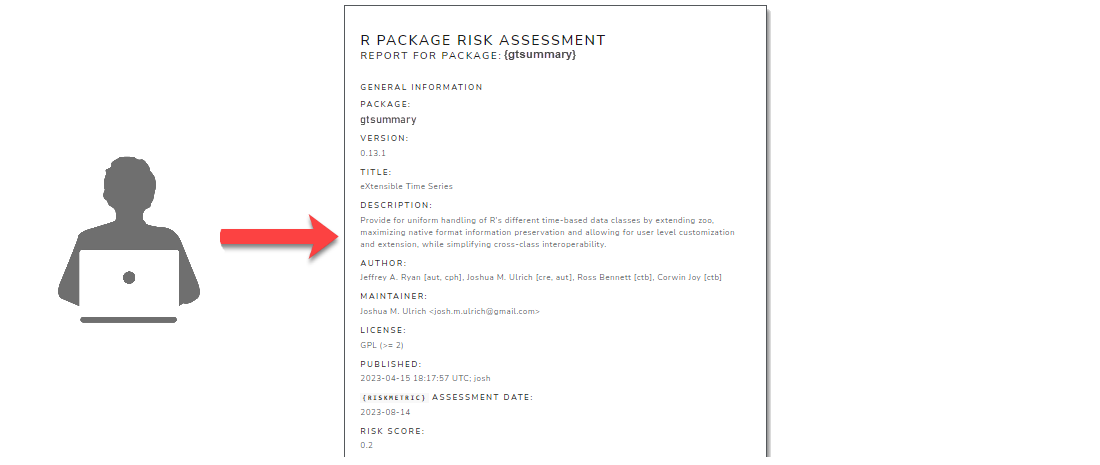 R PACKAGE RISK ASSESSMENT
REPORT FOR PACKAGE: {gtsummary}
GENERAL INFORMATION
PACKAGE:
gtsummary
VERSION:
0.13.1
TITLE:
eXtensible Time Series
DESCRIPTION:
Provide for uniform handling of R's different time-based data classes by extending zoo,
maximizing native format information preservation and allowing for user level customization
and extension, while simplifying cross-class interoperability.
AUTHOR:
Jeffrey A. Ryan [aut, cph], Joshua M. Ulrich [cre, aut], Ross Bennett [ctb], Corwin Joy [ctb]
MAINTAINER:
Joshua M. Ulrich <josh.m.ulrich@gmail.com>
LICENSE:
GPL (>= 2)
PUBLISHED:
2023-04-15 18:17:57 UTC; josh
{RISKMETRIC} ASSESSMENT DATE:
2023-08-14
RISK SCORE:
0.2